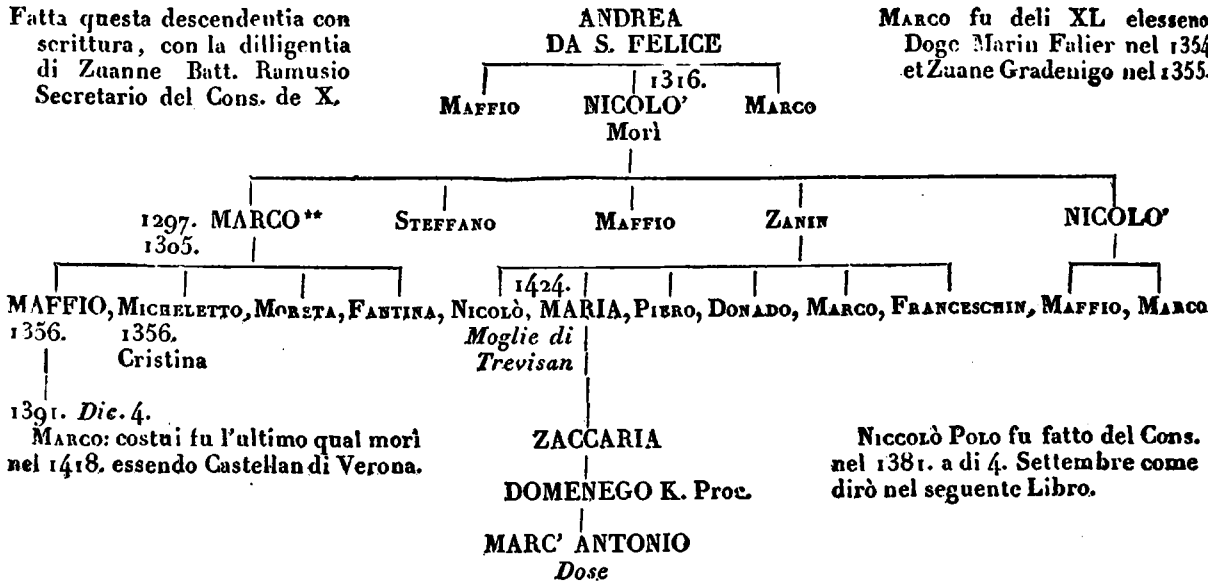 Fatta questa descendentia con
scrittura, con la dilligentia
di Zuanne Batt. Ramusio
Secretario del Cons. de X.
ANDREA
DA S. FELICE
MARCO fu deli XL elesseno
Doge Marin Falier nel 1354
et Zuane Gradenigo nel 1355.
1316.
MAFFIO NICOLO' MARCO
Morì
1297. MARCO** STEFFANO MAFFIO ZANIN NICOLO'
1305.
1424.
MAFFIO, MICHELETTO, MORETA, FANTINA, NICOLÒ, MARIA, PIERO, DONADO, MARCO, FRANCESCHIN, MAFFIO, MARCO
1356. 1356. Moglie di
Cristina Trevisan
1391. Dic. 4.
MARCO: costui fu l'ultimo qual morì
nel 1418. essendo Castellan di Verona.
ZACCARIA
DOMENEGO K. Proc.
MARC' ANTONIO
Dose
NICCOLÒ POLO fu fatto del Cons.
nel 1381. a di 4. Settembre come
dirò nel seguente Libro.